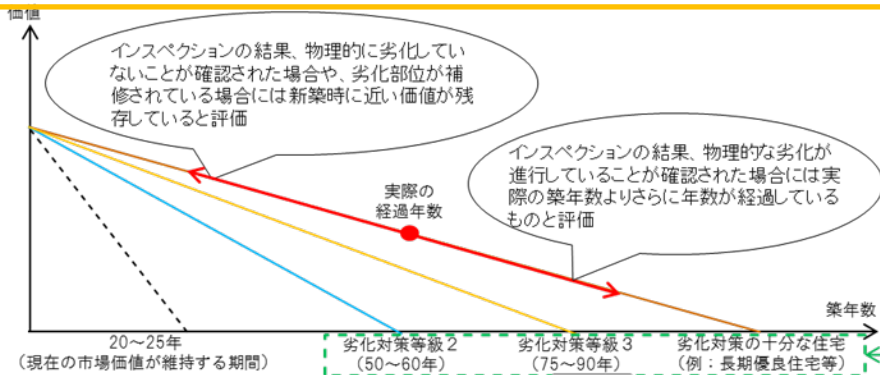 価値
インスペクションの結果、物理的に劣化してい
ないことが確認された場合や、劣化部位が補
修されている場合には新築時に近い価値が残
存していると評価
インスペクションの結果、物理的な劣化が
進行していることが確認された場合には実
際の築年数よりさらに年数が経過している
ものと評価
実際の
経過年数
築年数
20～25年
（現在の市場価値が維持する期間）
劣化対策等級２
（50～60年）
劣化対策等級３
（75～90年）
劣化対策の十分な住宅
（例：長期優良住宅等）